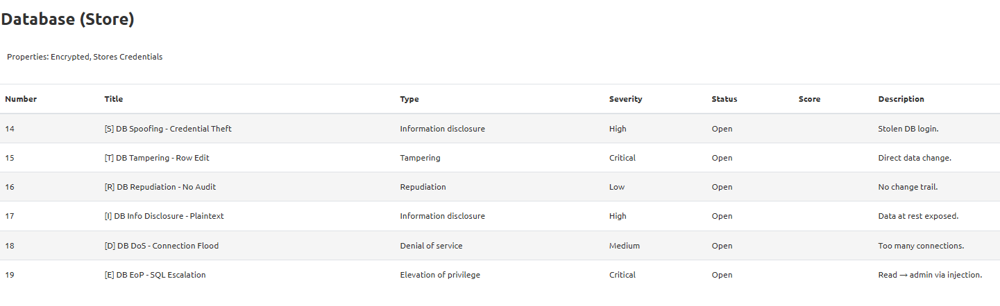 Database (Store)
Properties: Encrypted, Stores Credentials
Number Title Type Severity Status Score Description
14 [S] DB Spoofing - Credential Theft Information disclosure High Open Stolen DB login.
15 [T] DB Tampering - Row Edit Tampering Critical Open Direct data change.
16 [R] DB Repudiation - No Audit Repudiation Low Open No change trail.
17 [I] DB Info Disclosure - Plaintext Information disclosure High Open Data at rest exposed.
18 [D] DB DoS - Connection Flood Denial of service Medium Open Too many connections.
19 [E] DB EoP - SQL Escalation Elevation of privilege Critical Open Read → admin via injection.